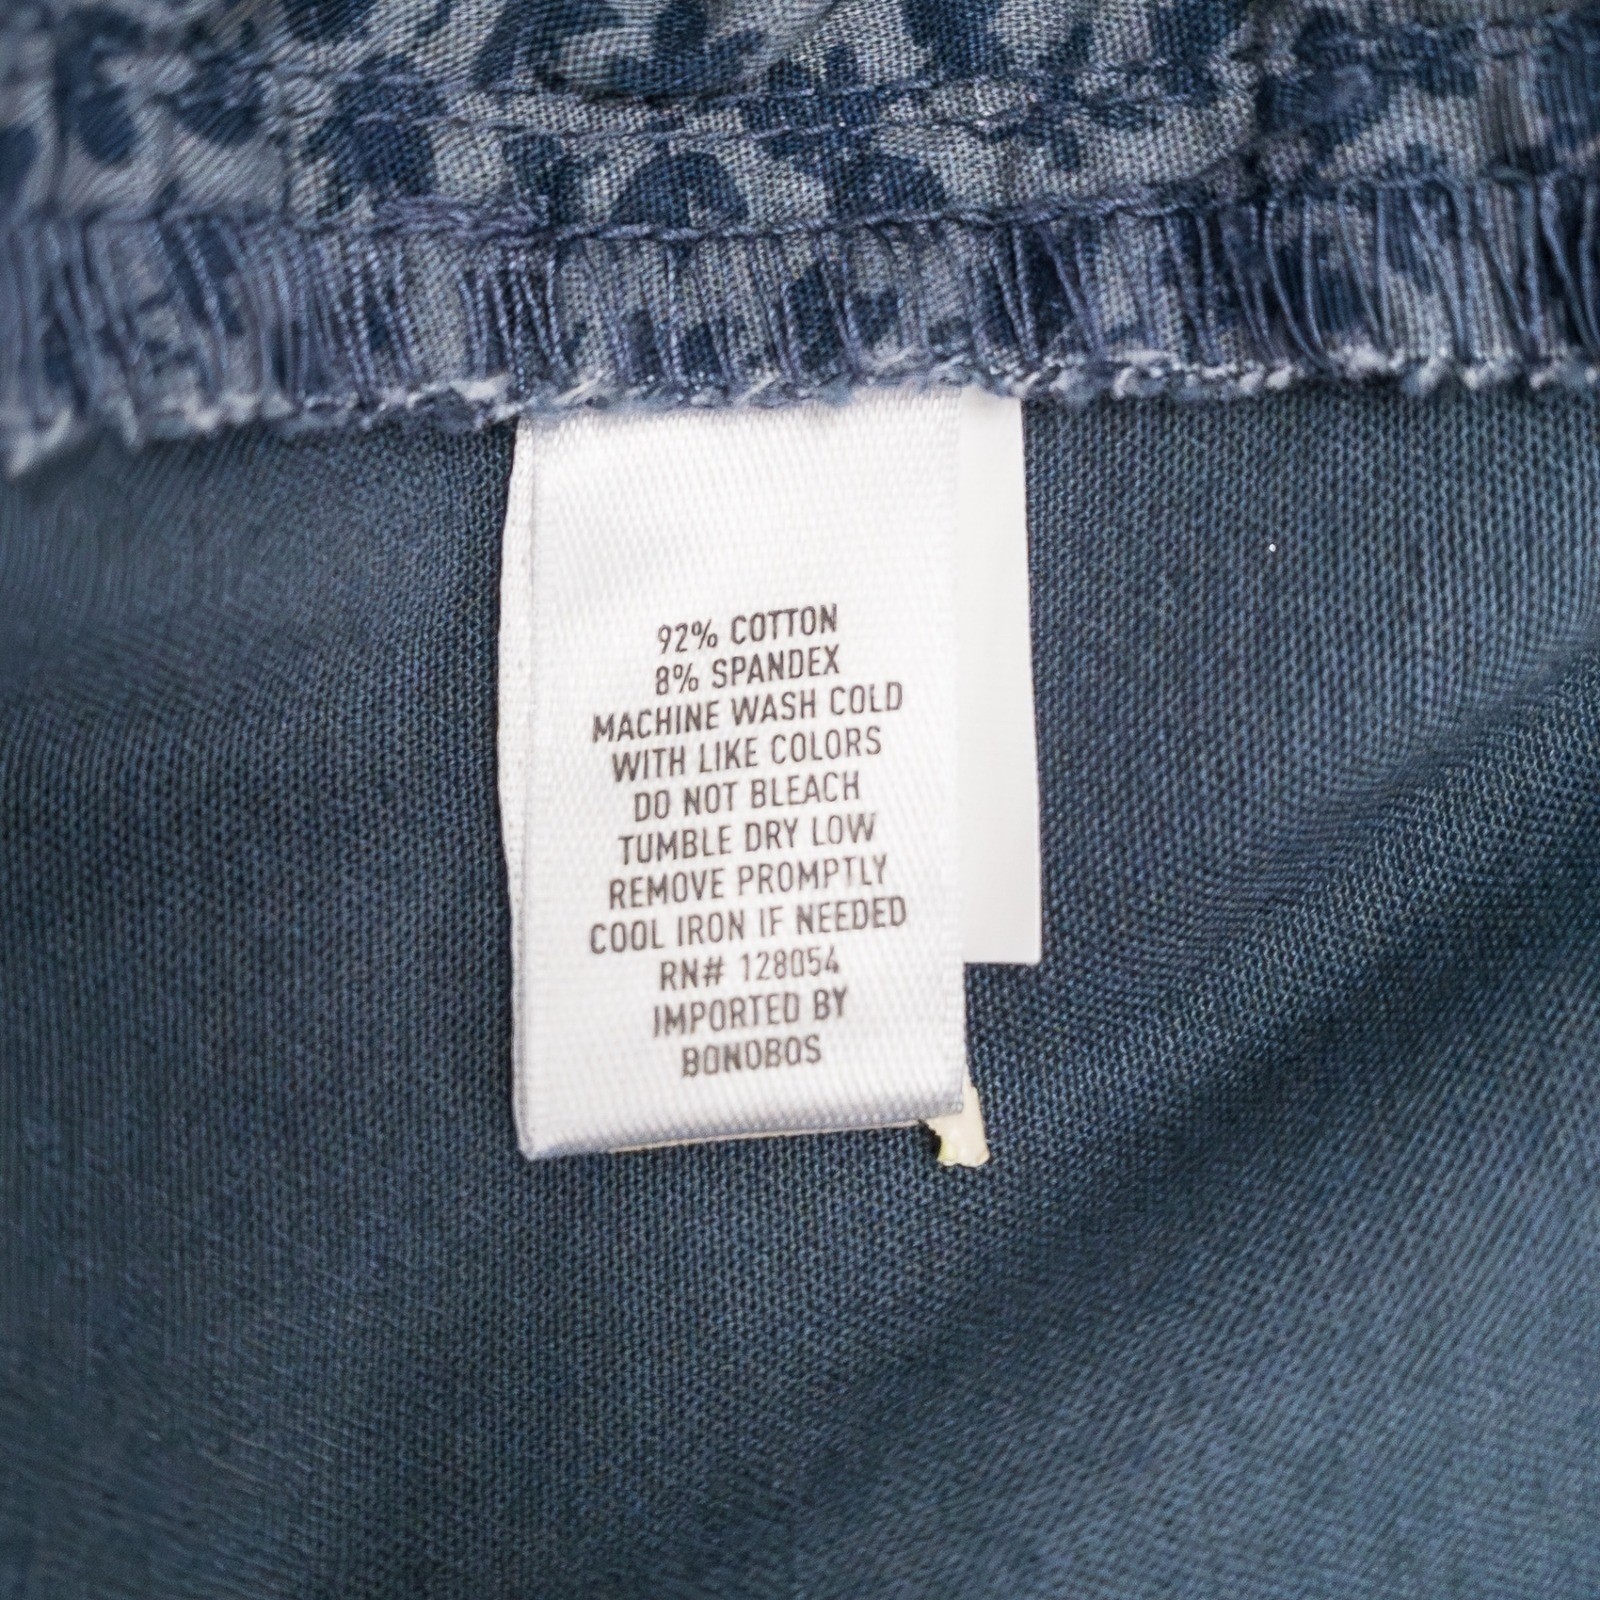 92% COTTON
8% SPANDEX
MACHINE WASH COLD
WITH LIKE COLORS
DO NOT BLEACH
TUMBLE DRY LOW
REMOVE PROMPTLY
COOL IRON IF NEEDED
RN# 128054
IMPORTED BY
BONOBOS